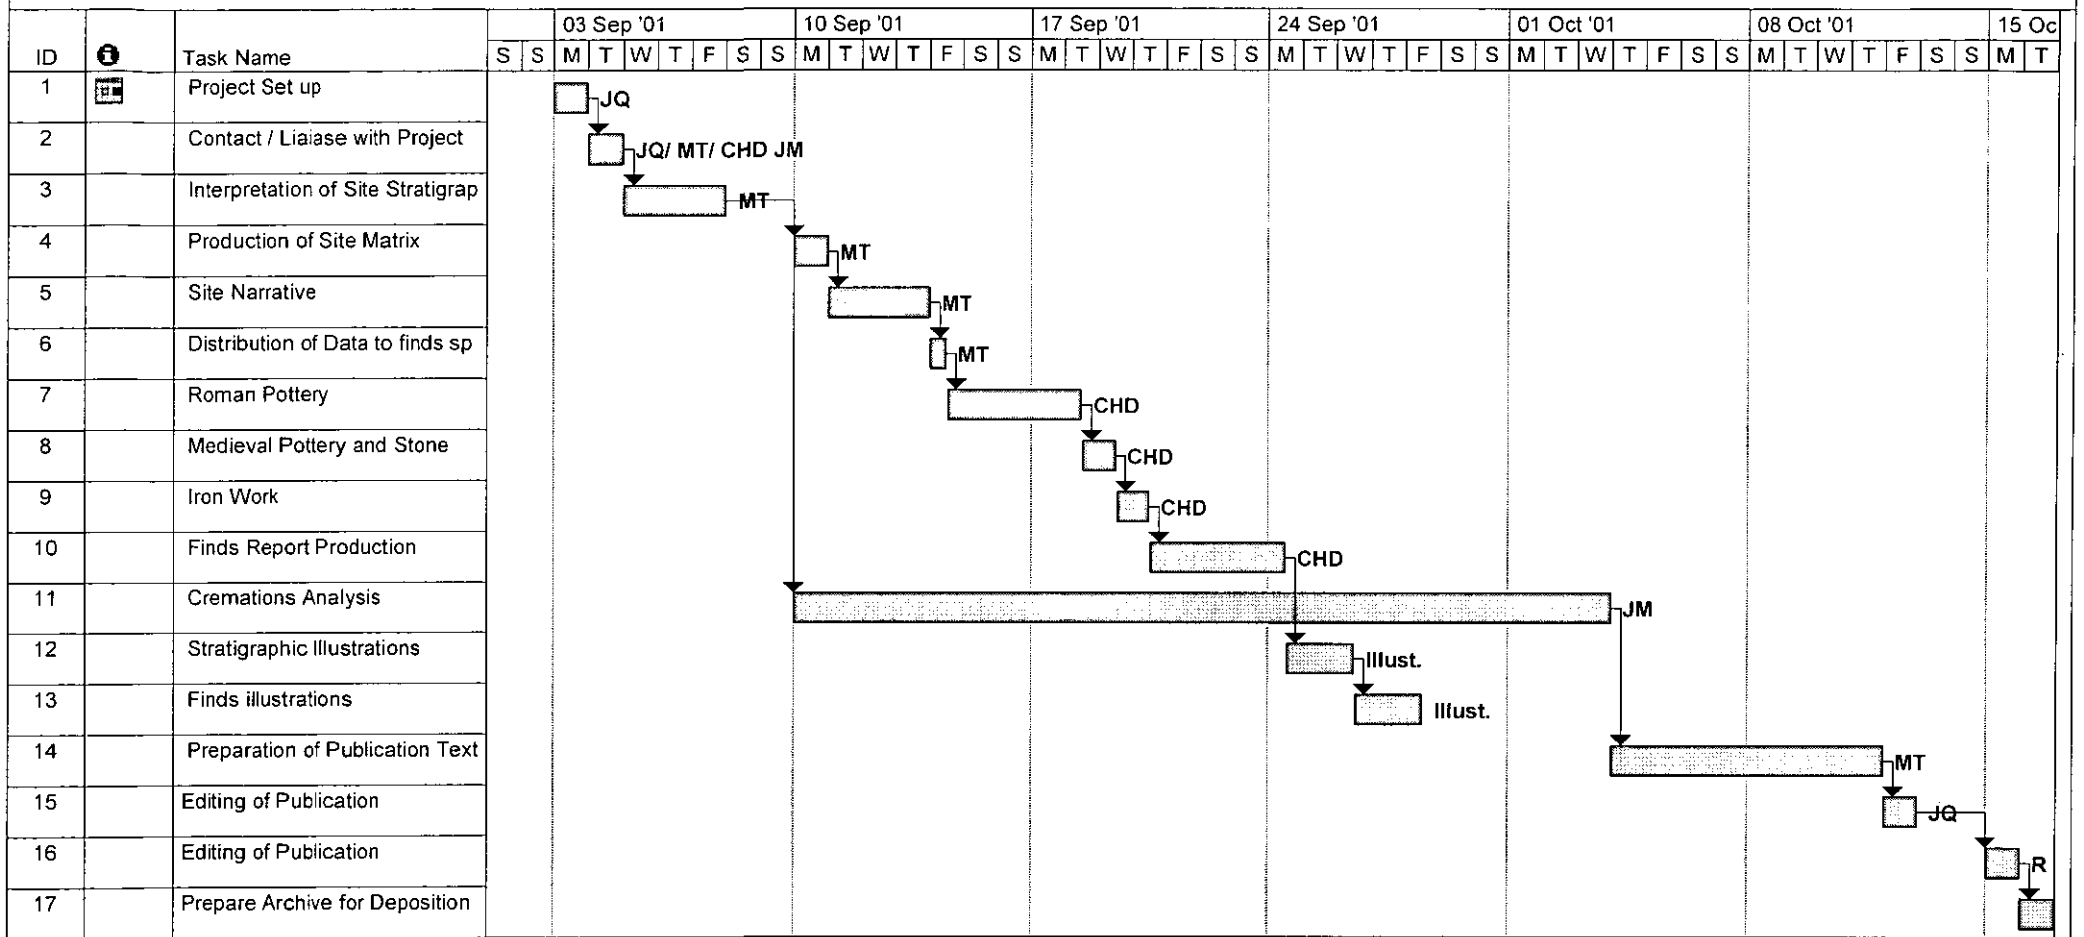 03 Sep '01 10 Sep '01 17 Sep '01 24 Sep '01 01 Oct '01 08 Oct '01 15 Oc
ID Task Name S S M T W T F S S M T W T F S S M T W T F S S M T W T F S S M T W T F S S M T W T F S S M T
1 Project Set up JQ
2 Contact / Liaiase with Project JQ/ MT/ CHD JM
3 Interpretation of Site Stratigrap MT
4 Production of Site Matrix MT
5 Site Narrative MT
6 Distribution of Data to finds sp MT
7 Roman Pottery CHD
8 Medieval Pottery and Stone CHD
9 Iron Work CHD
10 Finds Report Production CHD
11 Cremations Analysis JM
12 Stratigraphic Illustrations Illust.
13 Finds illustrations Illust.
14 Preparation of Publication Text MT
15 Editing of Publication JQ
16 Editing of Publication R
17 Prepare Archive for Deposition